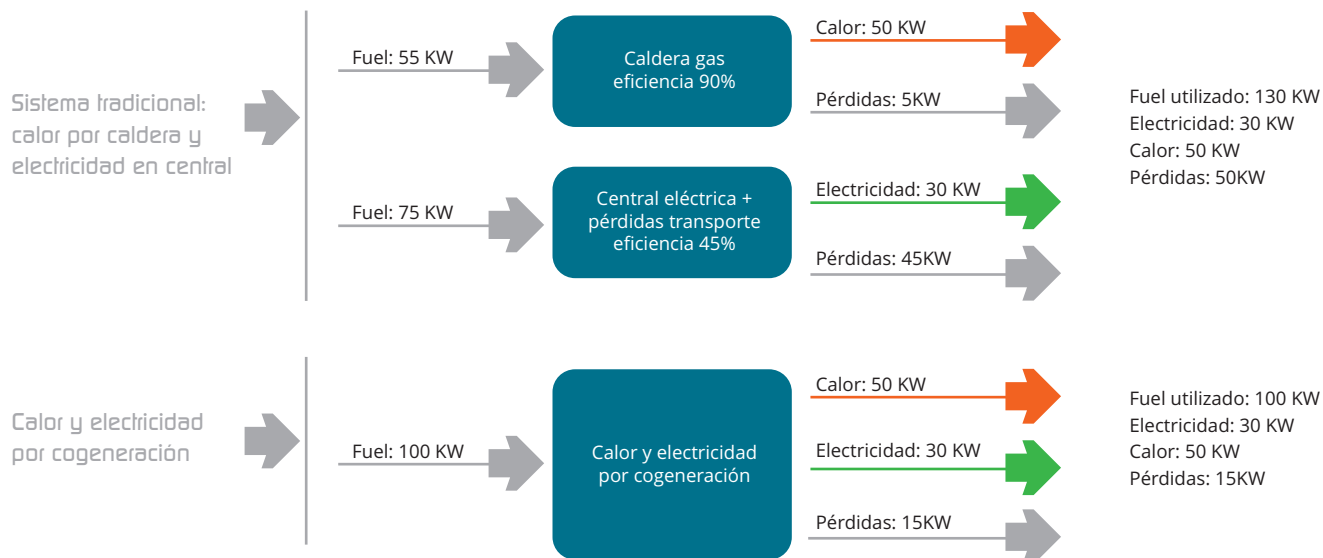 Sistema tradicional:
calor por caldera y
electricidad en central
Fuel: 55 KW
Caldera gas
eficiencia 90%
Calor: 50 KW
Pérdidas: 5KW
Fuel: 75 KW
Central eléctrica +
pérdidas transporte
eficiencia 45%
Electricidad: 30 KW
Pérdidas: 45KW
Fuel utilizado: 130 KW
Electricidad: 30 KW
Calor: 50 KW
Pérdidas: 50KW
Calor y electricidad
por cogeneración
Fuel: 100 KW
Calor y electricidad
por cogeneración
Calor: 50 KW
Electricidad: 30 KW
Pérdidas: 15KW
Fuel utilizado: 100 KW
Electricidad: 30 KW
Calor: 50 KW
Pérdidas: 15KW